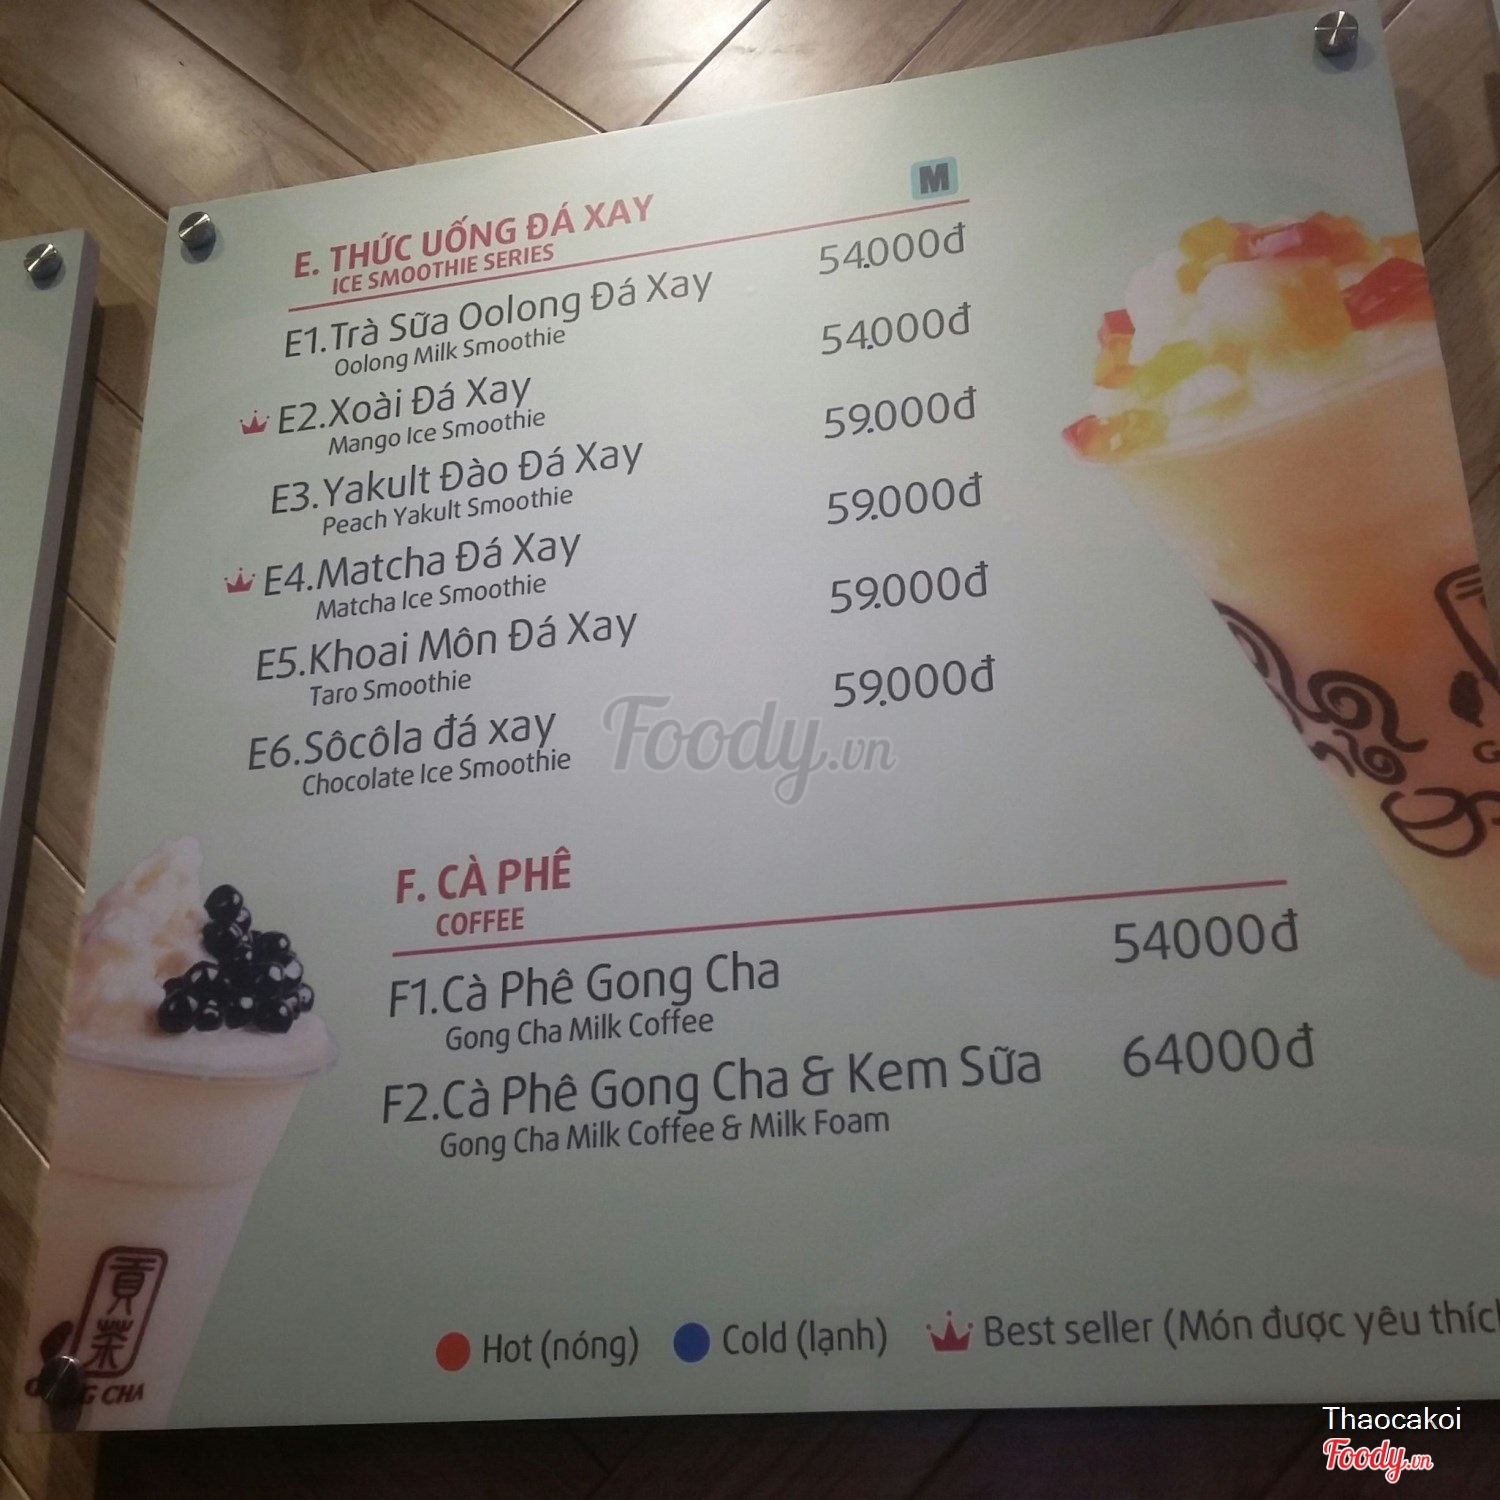 M
E. THỨC UỐNG ĐÁ XAY
ICE SMOOTHIE SERIES
E1.Trà Sữa Oolong Đá Xay 54.000đ
Oolong Milk Smoothie
E2.Xoài Đá Xay 54.000đ
Mango Ice Smoothie
E3.Yakult Đào Đá Xay 59.000đ
Peach Yakult Smoothie
E4.Matcha Đá Xay 59.000đ
Matcha Ice Smoothie
E5.Khoai Môn Đá Xay 59.000đ
Taro Smoothie
E6.Sôcôla đá xay 59.000đ
Chocolate Ice Smoothie
Foody.vn
F. CÀ PHÊ
COFFEE
F1.Cà Phê Gong Cha 54000đ
Gong Cha Milk Coffee
F2.Cà Phê Gong Cha & Kem Sữa 64000đ
Gong Cha Milk Coffee & Milk Foam
貢茶
CHA
Hot (nóng) Cold (lạnh) Best seller (Món được yêu thíc
Thaocakoi
Foody.vn